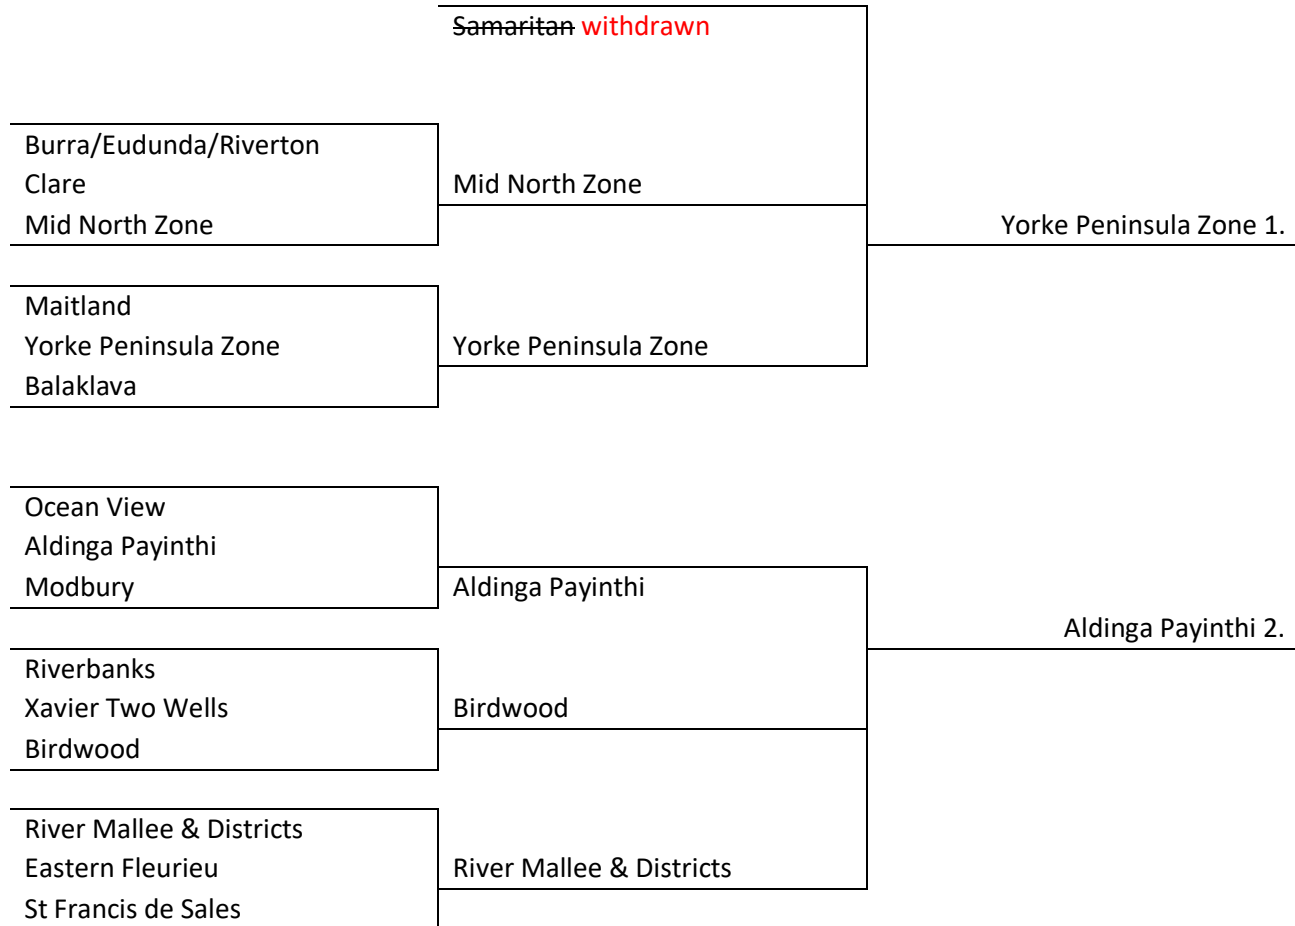 Samaritan withdrawn
Burra/Eudunda/Riverton
Clare
Mid North Zone
Mid North Zone
Yorke Peninsula Zone 1.
Maitland
Yorke Peninsula Zone
Yorke Peninsula Zone
Balaklava
Ocean View
Aldinga Payinthi
Modbury
Aldinga Payinthi
Aldinga Payinthi 2.
Riverbanks
Xavier Two Wells
Birdwood
Birdwood
River Mallee & Districts
Eastern Fleurieu
River Mallee & Districts
St Francis de Sales